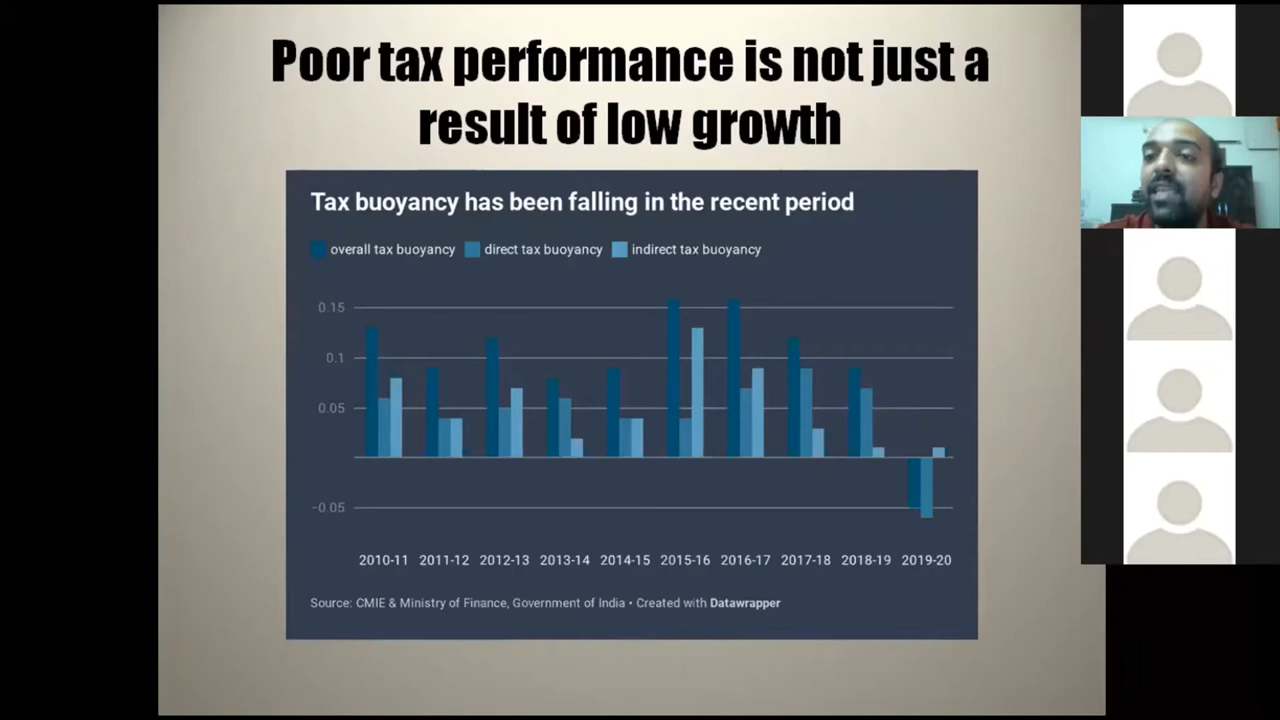 Poor tax performance is not just a
result of low growth
Tax buoyancy has been falling in the recent period
overall tax buoyancy direct tax buoyancy indirect tax buoyancy
0.15
0.1
0.05
-0.05
2010-11 2011-12 2012-13 2013-14 2014-15 2015-16 2016-17 2017-18 2018-19 2019-20
Source: CMIE & Ministry of Finance, Government of India • Created with Datawrapper